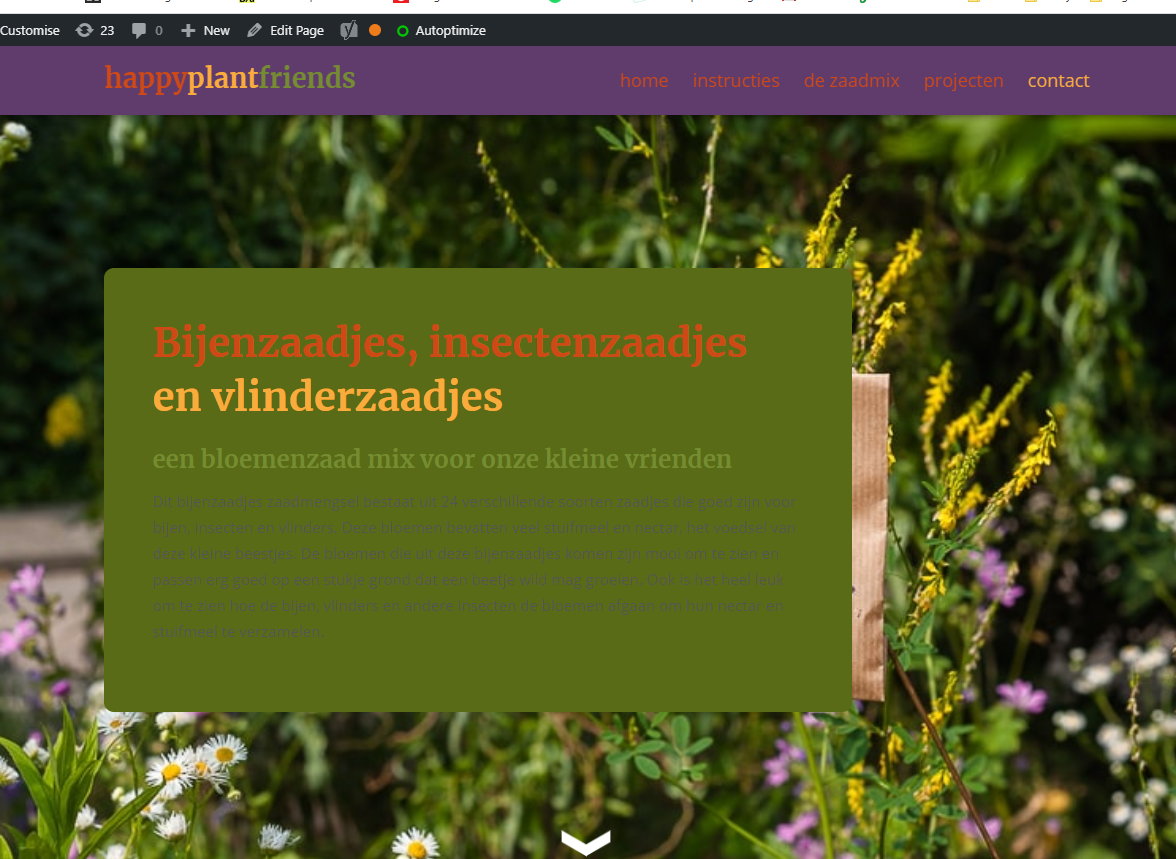 Customise 23 0 New Edit Page Autoptimize
happyplantfriends
home instructies de zaadmix projecten contact
Bijenzaadjes, insectenzaadjes
en vlinderzaadjes
een bloemenzaad mix voor onze kleine vrienden
Dit bijenzaadjes zaadmengsel bestaat uit 24 verschillende soorten zaadjes die goed zijn voor
bijen, insecten en vlinders. Deze bloemen bevatten veel stuifmeel en nectar, het voedsel van
deze kleine beestjes. De bloemen die uit deze bijenzaadjes komen zijn mooi om te zien en
passen erg goed op een stukje grond dat een beetje wild mag groeien. Ook is het heel leuk
om te zien hoe de bijen, vlinders en andere insecten de bloemen afgaan om hun nectar en
stuifmeel te verzamelen.